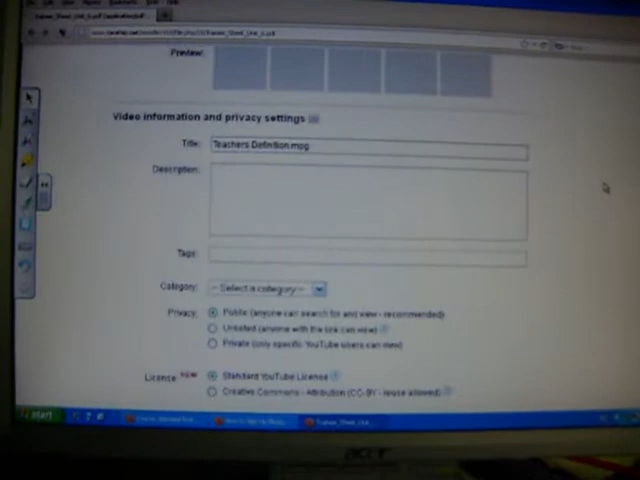 Preview:
Video information and privacy settings
Title: Teachers Definition.mpg
Description:
Tags:
Category: -- Select a category --
Privacy: Public (anyone can search for and view - recommended)
Unlisted (anyone with the link can view)
Private (only specific YouTube users can view)
License: NEW Standard YouTube License
Creative Commons - Attribution (CC-BY - reuse allowed)
start
acer